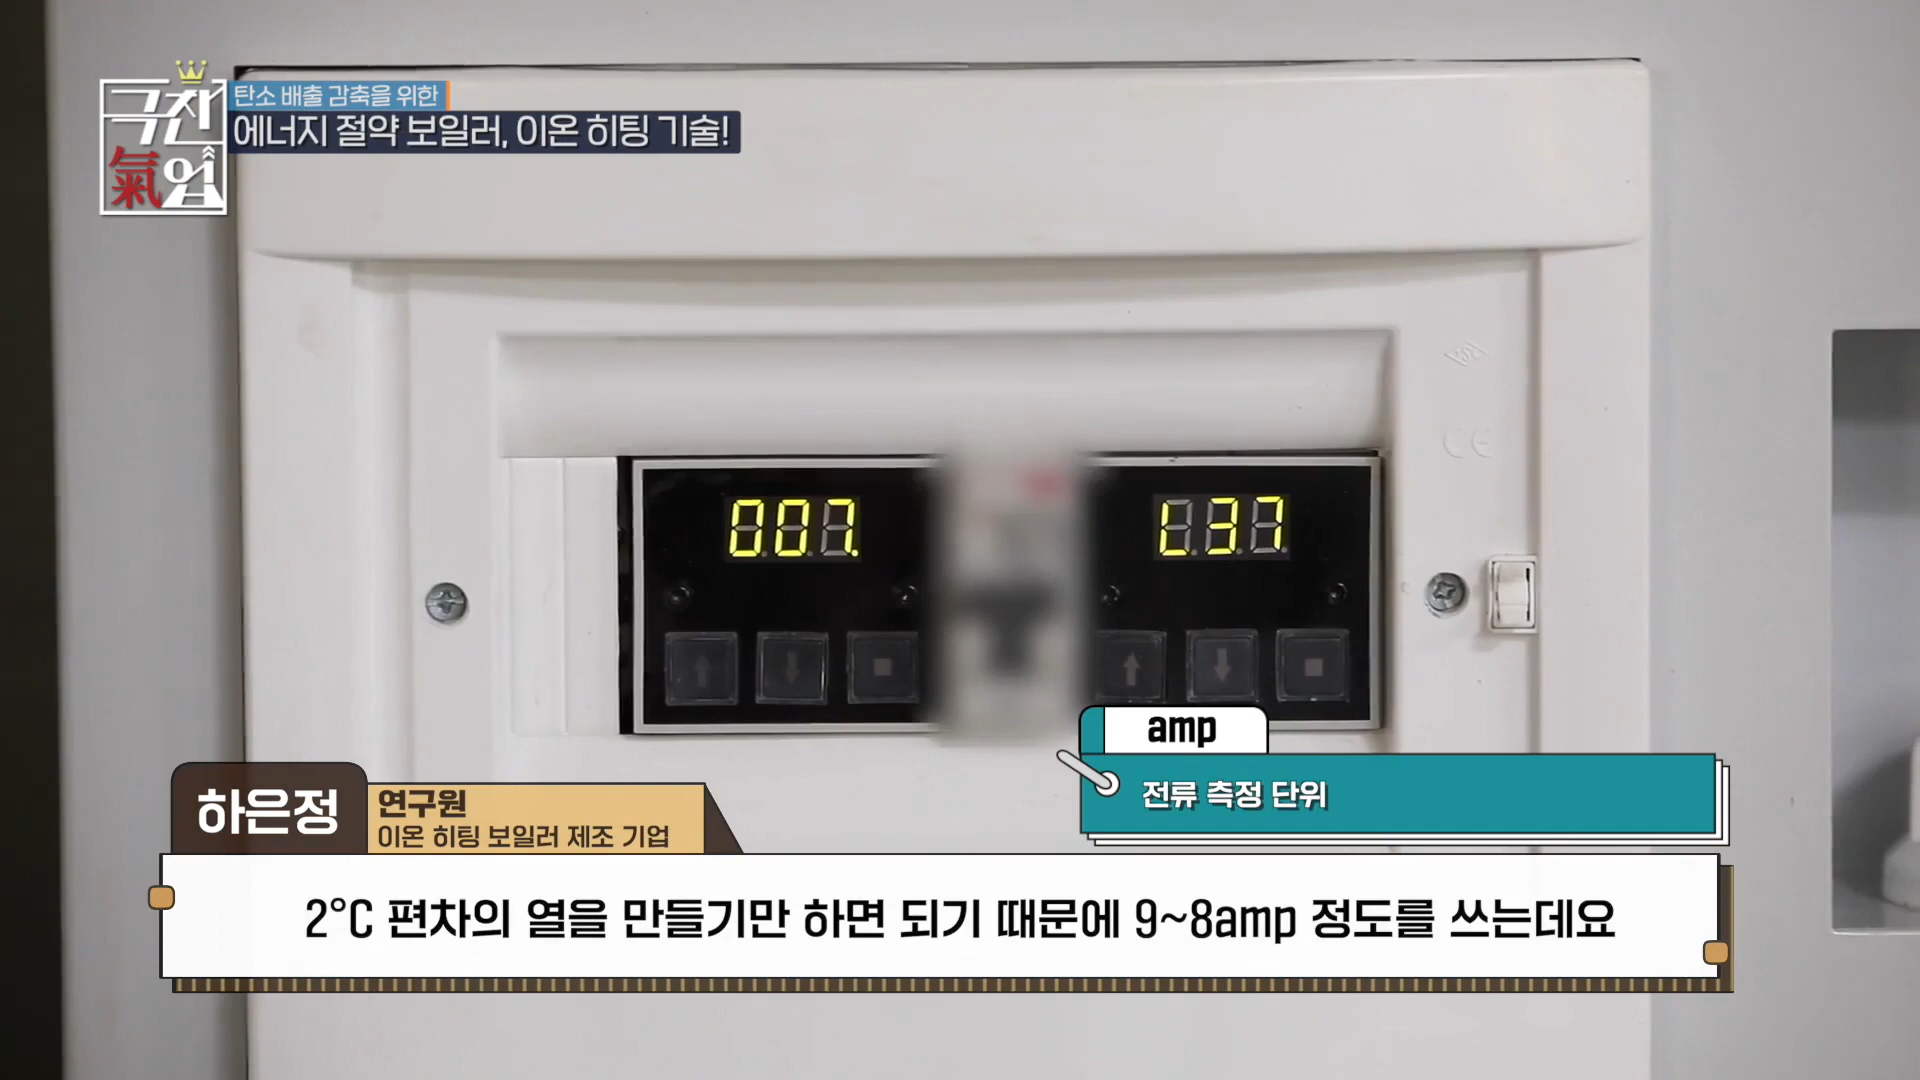 극찬
氣업
탄소 배출 감축을 위한
에너지 절약 보일러, 이온 히팅 기술!
007.
L37
CE
amp
전류 측정 단위
하은정
연구원
이온 히팅 보일러 제조 기업
2°C 편차의 열을 만들기만 하면 되기 때문에 9~8amp 정도를 쓰는데요